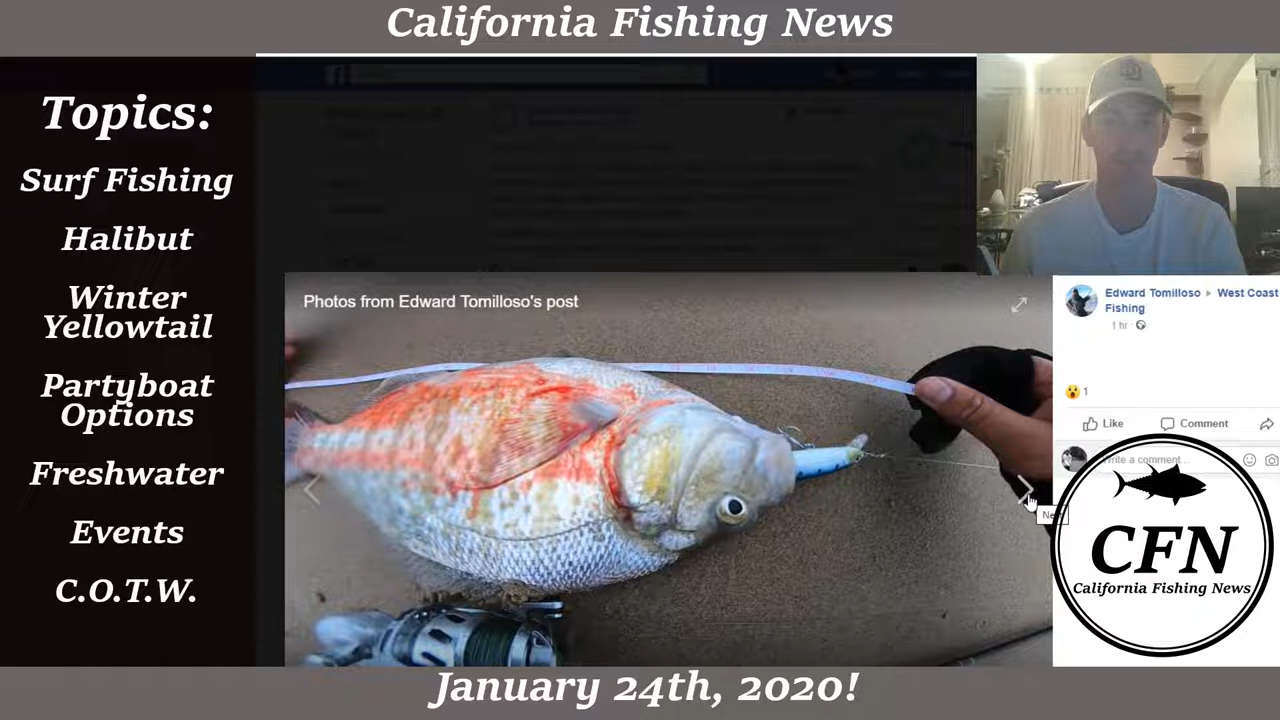 California Fishing News
Topics:
Surf Fishing
Halibut
Winter
Yellowtail
Partyboat
Options
Freshwater
Events
C.O.T.W.
Photos from Edward Tomilloso's post
Edward Tomilloso ▸ West Coast
Fishing
1 hr ·
1
Like
Comment
Write a comment...
CFN
California Fishing News
January 24th, 2020!